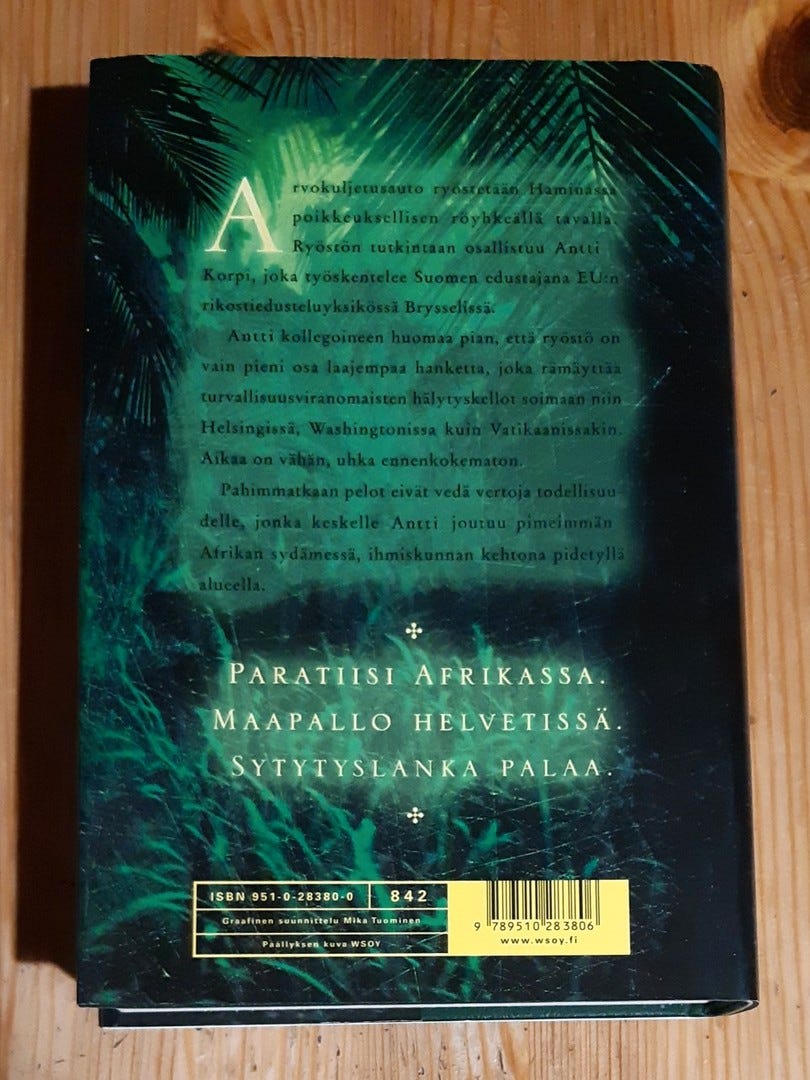 Arvokuljetusauto ryöstetään Haminassa
poikkeuksellisen röyhkeällä tavalla.
Ryöstön tutkintaan osallistuu Antti
Korpi, joka työskentelee Suomen edustajana EU:n
rikostiedusteluyksikössä Brysselissä.
Antti kollegoineen huomaa pian, että ryöstö on
vain pieni osa laajempaa hanketta, joka rämäyttää
turvallisuusviranomaisten hälytyskellot soimaan niin
Helsingissä, Washingtonissa kuin Vatikaanissakin.
Aikaa on vähän, uhka ennenkokematon.
Pahimmatkaan pelot eivät vedä vertoja todellisuu-
delle, jonka keskelle Antti joutuu pimeimmän
Afrikan sydämessä, ihmiskunnan kehtona pidetyllä
alueella.
PARATIISI AFRIKASSA.
MAAPALLO HELVETISSÄ.
SYTYTYSLANKA PALAA.
ISBN 951-0-28380-0 842
Graafinen suunnittelu Mika Tuominen
Päällyksen kuva WSOY
9 789510 283806
www.wsoy.fi